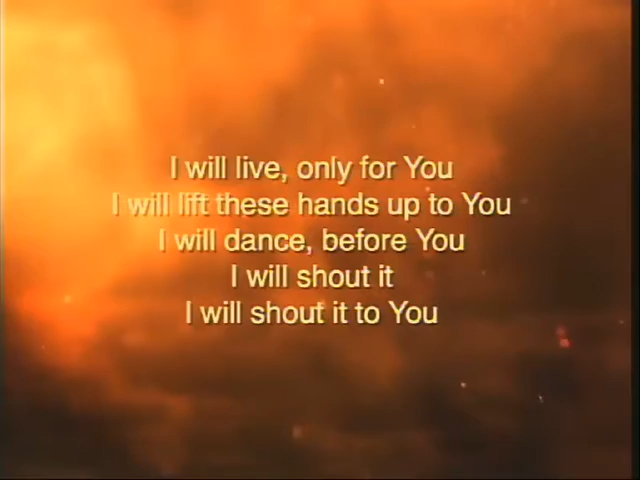 I will live, only for You
I will lift these hands up to You
I will dance, before You
I will shout it
I will shout it to You